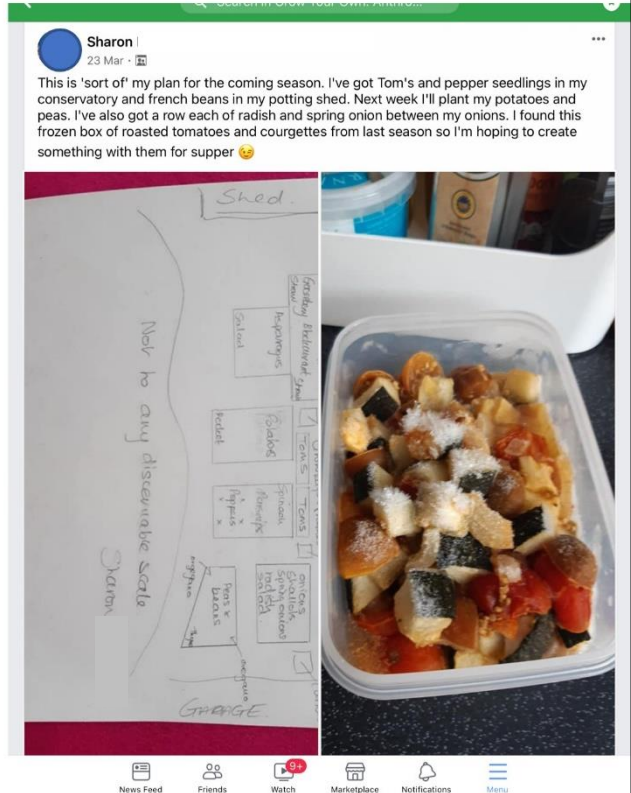 Sharon
23 Mar
This is 'sort of' my plan for the coming season. I've got Tom's and pepper seedlings in my
conservatory and french beans in my potting shed. Next week I'll plant my potatoes and
peas. I've also got a row each of radish and spring onion between my onions. I found this
frozen box of roasted tomatoes and courgettes from last season so I'm hoping to create
something with them for supper 😉
Shed.
Asparagus
Salad
Potatoes
Toms
Toms
Spinach
Parsnips
onions
shallots
spring onions
radish
salad
Peas &
beans
GARAGE
Not to any discernable scale
Sharon
9+
News Feed
Friends
Watch
Marketplace
Notifications
Menu